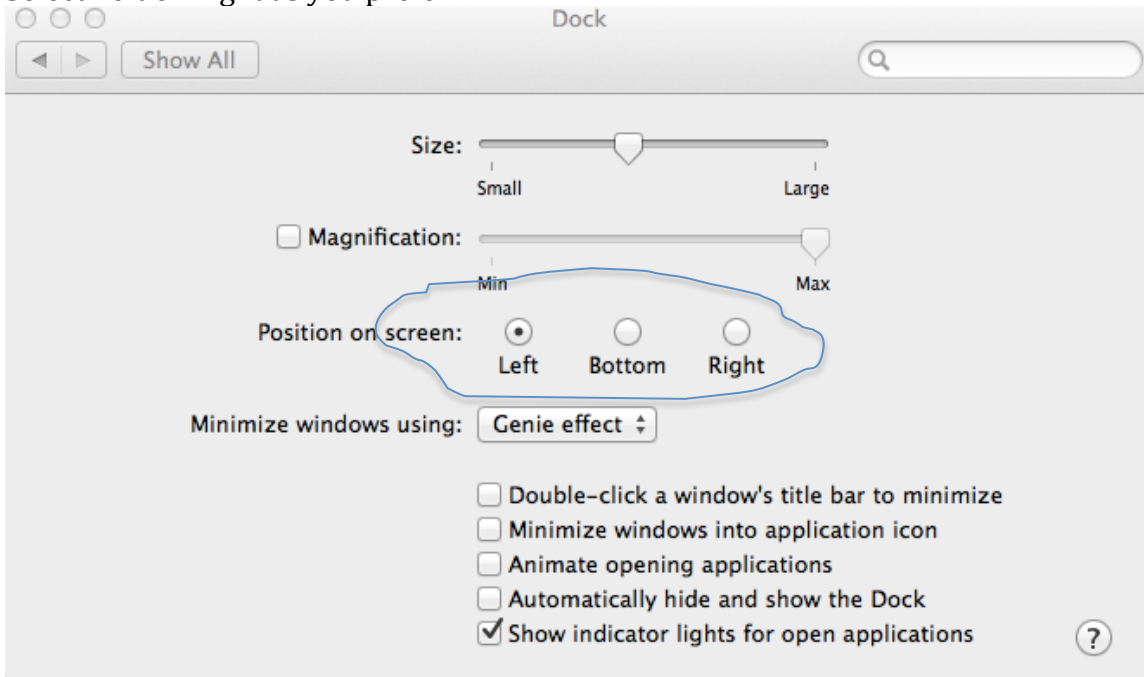 Dock
Show All
Size:
Small Large
Magnification:
Min Max
Position on screen:
Left Bottom Right
Minimize windows using: Genie effect
Double-click a window's title bar to minimize
Minimize windows into application icon
Animate opening applications
Automatically hide and show the Dock
Show indicator lights for open applications
?